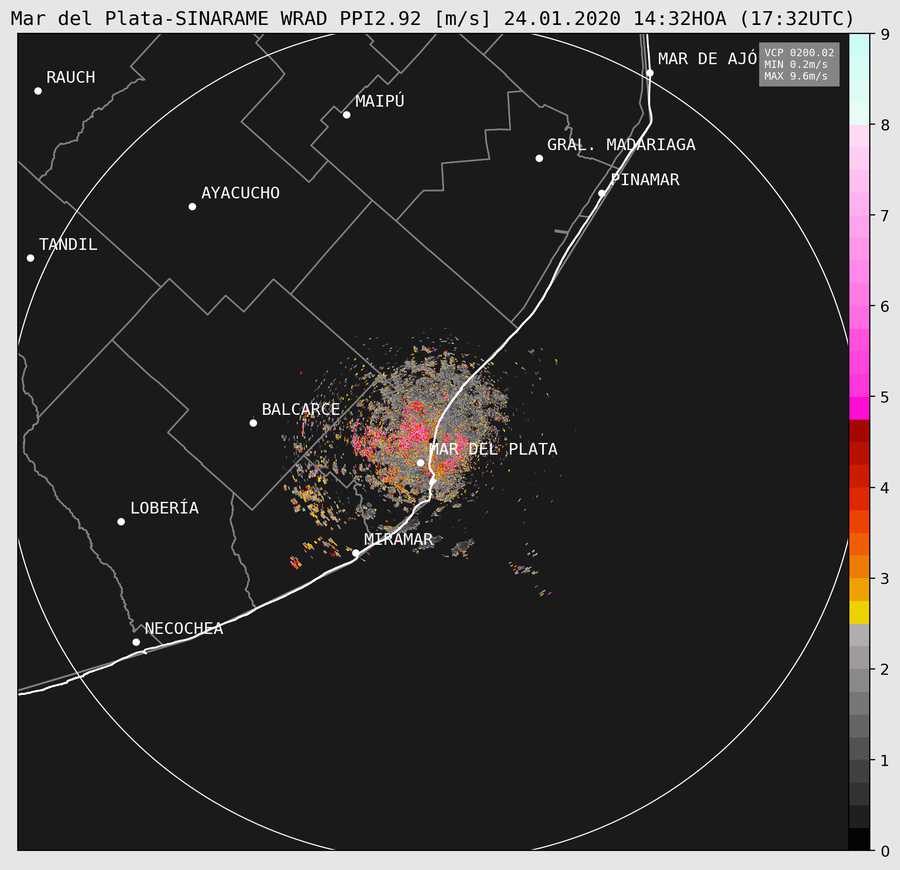 Mar del Plata-SINARAME WRAD PPI2.92 [m/s] 24.01.2020 14:32HOA (17:32UTC)
VCP 0200.02
MIN 0.2m/s
MAX 9.6m/s
MAR DE AJÓ
RAUCH
MAIPÚ
GRAL. MADARIAGA
PINAMAR
AYACUCHO
TANDIL
BALCARCE
MAR DEL PLATA
LOBERÍA
MIRAMAR
NECOCHEA
9
8
7
6
5
4
3
2
1
0